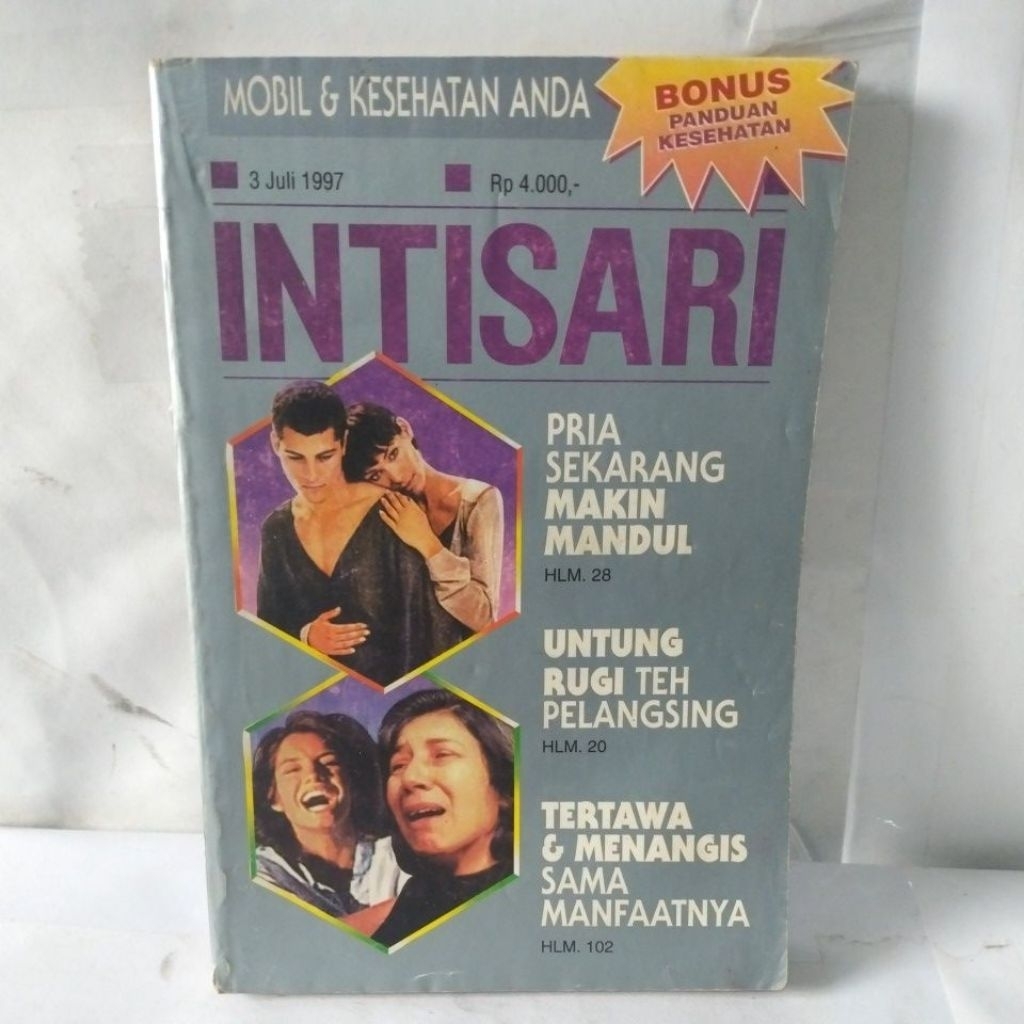 MOBIL & KESEHATAN ANDA
BONUS
PANDUAN
KESEHATAN
3 Juli 1997
Rp 4.000,-
INTISARI
PRIA
SEKARANG
MAKIN
MANDUL
HLM. 28
UNTUNG
RUGI TEH
PELANGSING
HLM. 20
TERTAWA
& MENANGIS
SAMA
MANFAATNYA
HLM. 102